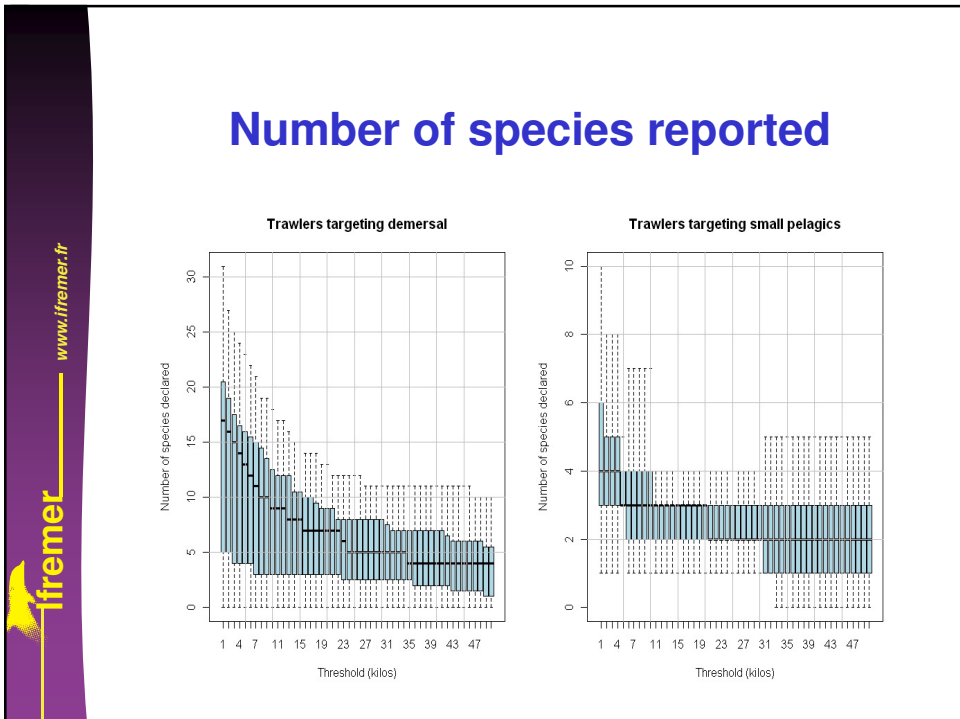 Number of species reported
Trawlers targeting demersal
Number of species declared
30
25
20
15
10
5
0
1 4 7 11 15 19 23 27 31 35 39 43 47
Threshold (kilos)
Trawlers targeting small pelagics
Number of species declared
10
8
6
4
2
0
1 4 7 11 15 19 23 27 31 35 39 43 47
Threshold (kilos)
Ifremer
www.ifremer.fr